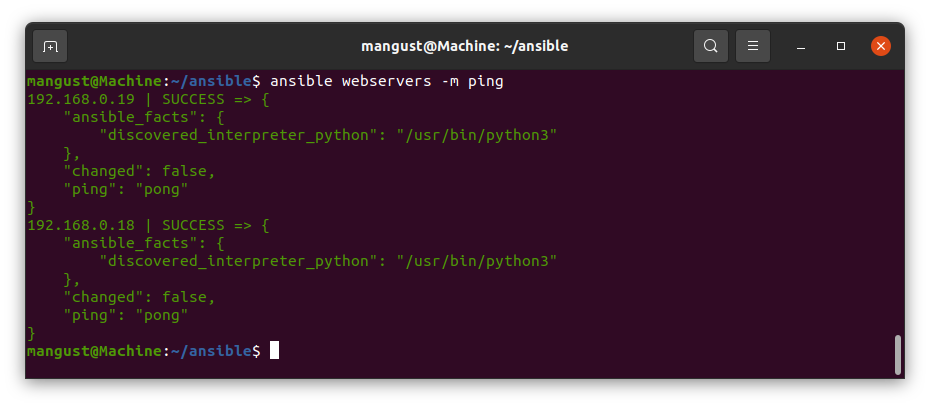 mangust@Machine: ~/ansible
mangust@Machine:~/ansible$ ansible webservers -m ping
192.168.0.19 | SUCCESS => {
    "ansible_facts": {
        "discovered_interpreter_python": "/usr/bin/python3"
    },
    "changed": false,
    "ping": "pong"
}
192.168.0.18 | SUCCESS => {
    "ansible_facts": {
        "discovered_interpreter_python": "/usr/bin/python3"
    },
    "changed": false,
    "ping": "pong"
}
mangust@Machine:~/ansible$